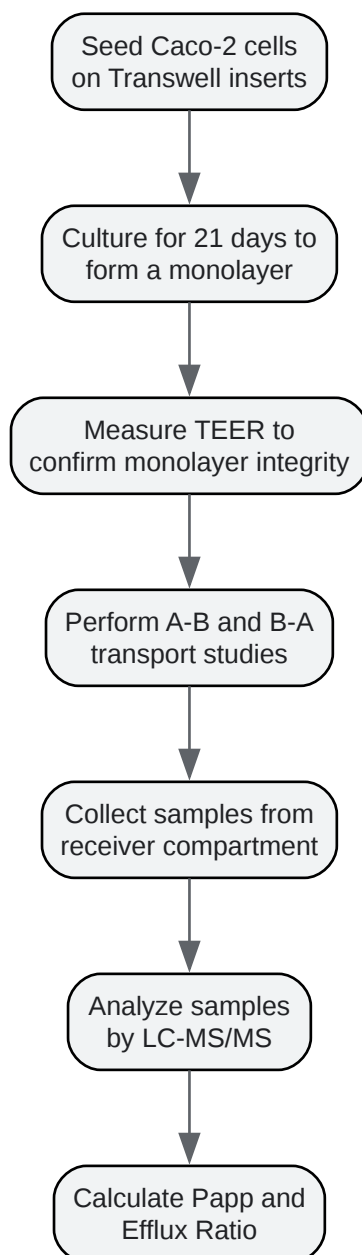 Seed Caco-2 cells
on Transwell inserts
Culture for 21 days to
form a monolayer
Measure TEER to
confirm monolayer integrity
Perform A-B and B-A
transport studies
Collect samples from
receiver compartment
Analyze samples
by LC-MS/MS
Calculate Papp and
Efflux Ratio